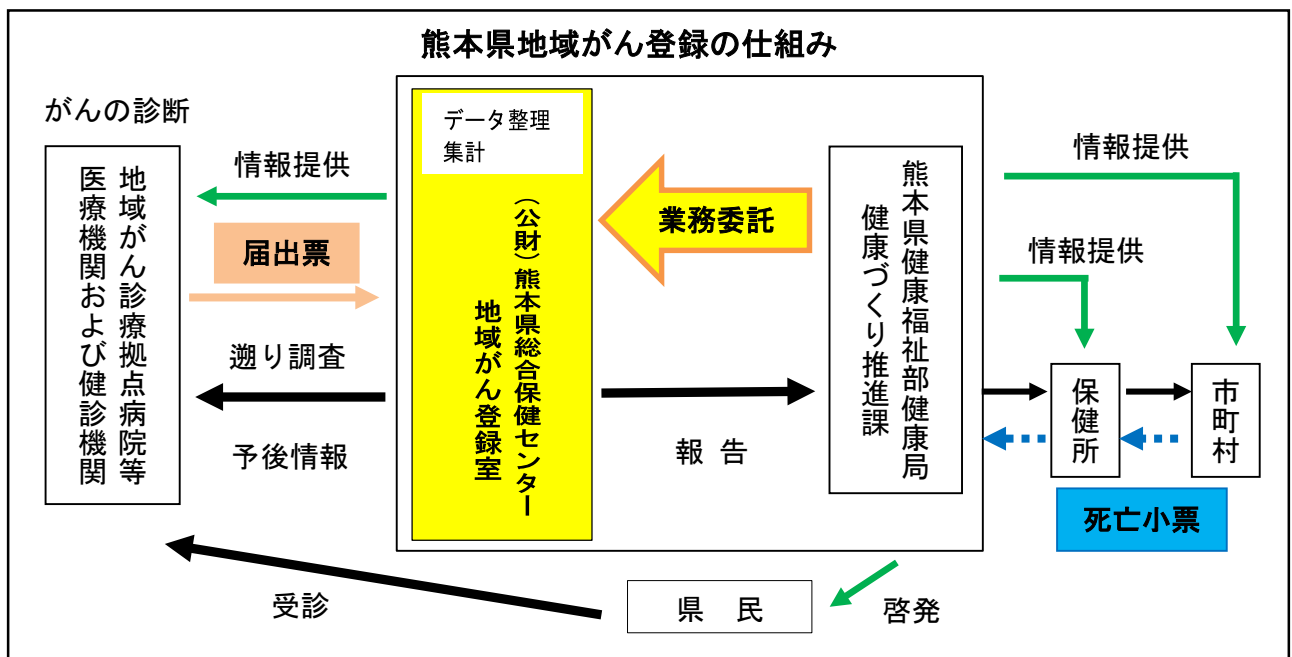 熊本県地域がん登録の仕組み
がんの診断
地域がん診療拠点病院等
医療機関および健診機関
情報提供
届出票
遡り調査
予後情報
データ整理
集計
（公財）熊本県総合保健センター
地域がん登録室
業務委託
報 告
熊本県健康福祉部健康局
健康づくり推進課
情報提供
情報提供
保健所
市町村
死亡小票
受診
県 民
啓発